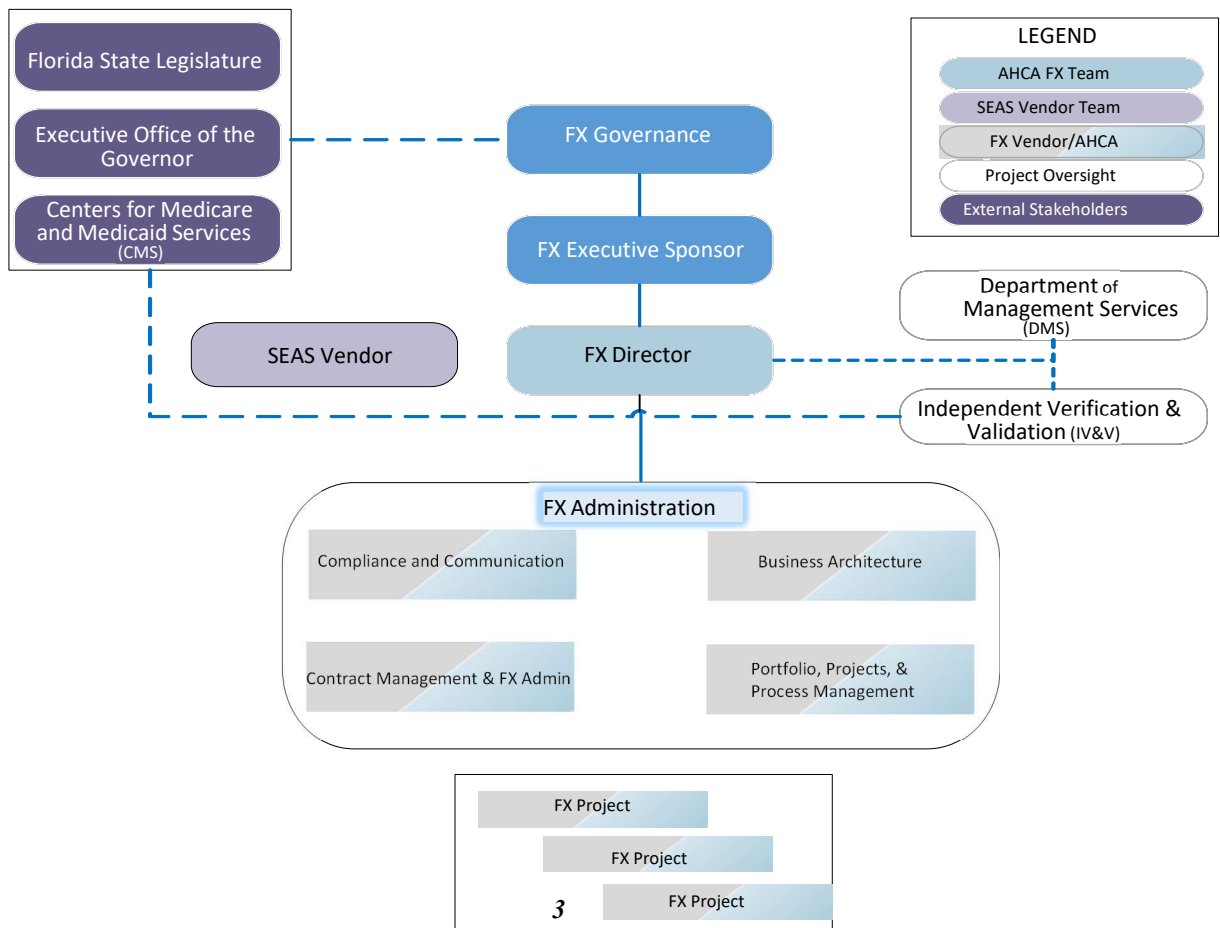 Florida State Legislature
Executive Office of the
Governor
Centers for Medicare
and Medicaid Services
(CMS)
FX Governance
FX Executive Sponsor
SEAS Vendor
FX Director
LEGEND
AHCA FX Team
SEAS Vendor Team
FX Vendor/AHCA
Project Oversight
External Stakeholders
Department of
Management Services
(DMS)
Independent Verification &
Validation (IV&V)
FX Administration
Compliance and Communication
Business Architecture
Contract Management & FX Admin
Portfolio, Projects, &
Process Management
FX Project
FX Project
FX Project
3